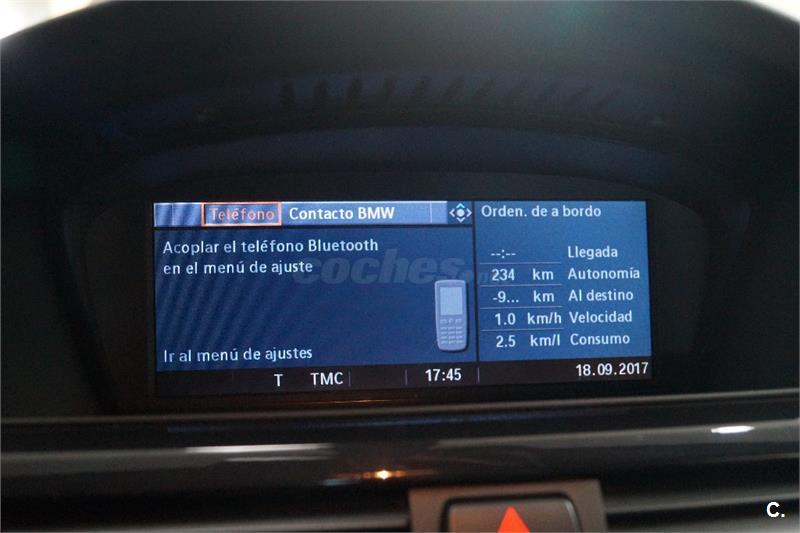 Teléfono Contacto BMW
Acoplar el teléfono Bluetooth
en el menú de ajuste
Ir al menú de ajustes
T TMC 17:45
Orden. de a bordo
--:-- Llegada
234 km Autonomía
-9... km Al destino
1.0 km/h Velocidad
2.5 km/l Consumo
18.09.2017
coches.net
C.